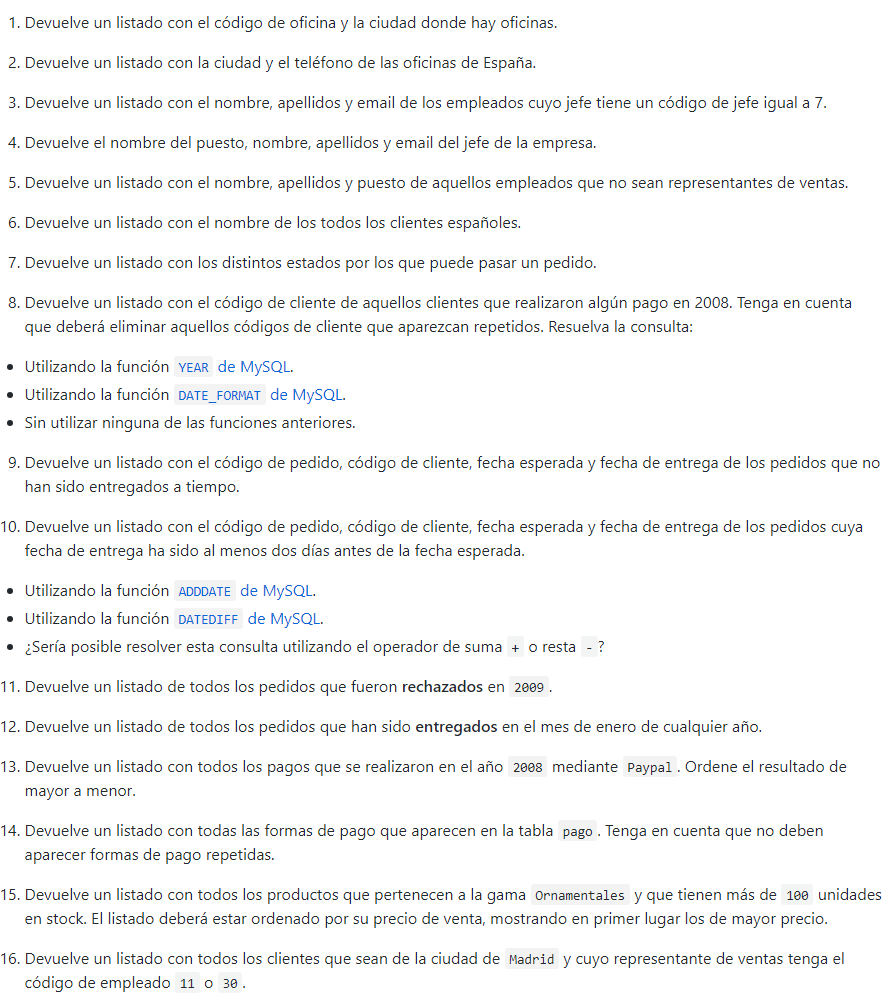 1. Devuelve un listado con el código de oficina y la ciudad donde hay oficinas.
2. Devuelve un listado con la ciudad y el teléfono de las oficinas de España.
3. Devuelve un listado con el nombre, apellidos y email de los empleados cuyo jefe tiene un código de jefe igual a 7.
4. Devuelve el nombre del puesto, nombre, apellidos y email del jefe de la empresa.
5. Devuelve un listado con el nombre, apellidos y puesto de aquellos empleados que no sean representantes de ventas.
6. Devuelve un listado con el nombre de los todos los clientes españoles.
7. Devuelve un listado con los distintos estados por los que puede pasar un pedido.
8. Devuelve un listado con el código de cliente de aquellos clientes que realizaron algún pago en 2008. Tenga en cuenta
que deberá eliminar aquellos códigos de cliente que aparezcan repetidos. Resuelva la consulta:
• Utilizando la función YEAR de MySQL.
• Utilizando la función DATE_FORMAT de MySQL.
• Sin utilizar ninguna de las funciones anteriores.
9. Devuelve un listado con el código de pedido, código de cliente, fecha esperada y fecha de entrega de los pedidos que no
han sido entregados a tiempo.
10. Devuelve un listado con el código de pedido, código de cliente, fecha esperada y fecha de entrega de los pedidos cuya
fecha de entrega ha sido al menos dos días antes de la fecha esperada.
• Utilizando la función ADDDATE de MySQL.
• Utilizando la función DATEDIFF de MySQL.
• ¿Sería posible resolver esta consulta utilizando el operador de suma + o resta -?
11. Devuelve un listado de todos los pedidos que fueron rechazados en 2009.
12. Devuelve un listado de todos los pedidos que han sido entregados en el mes de enero de cualquier año.
13. Devuelve un listado con todos los pagos que se realizaron en el año 2008 mediante Paypal. Ordene el resultado de
mayor a menor.
14. Devuelve un listado con todas las formas de pago que aparecen en la tabla pago. Tenga en cuenta que no deben
aparecer formas de pago repetidas.
15. Devuelve un listado con todos los productos que pertenecen a la gama Ornamentales y que tienen más de 100 unidades
en stock. El listado deberá estar ordenado por su precio de venta, mostrando en primer lugar los de mayor precio.
16. Devuelve un listado con todos los clientes que sean de la ciudad de Madrid y cuyo representante de ventas tenga el
código de empleado 11 o 30.